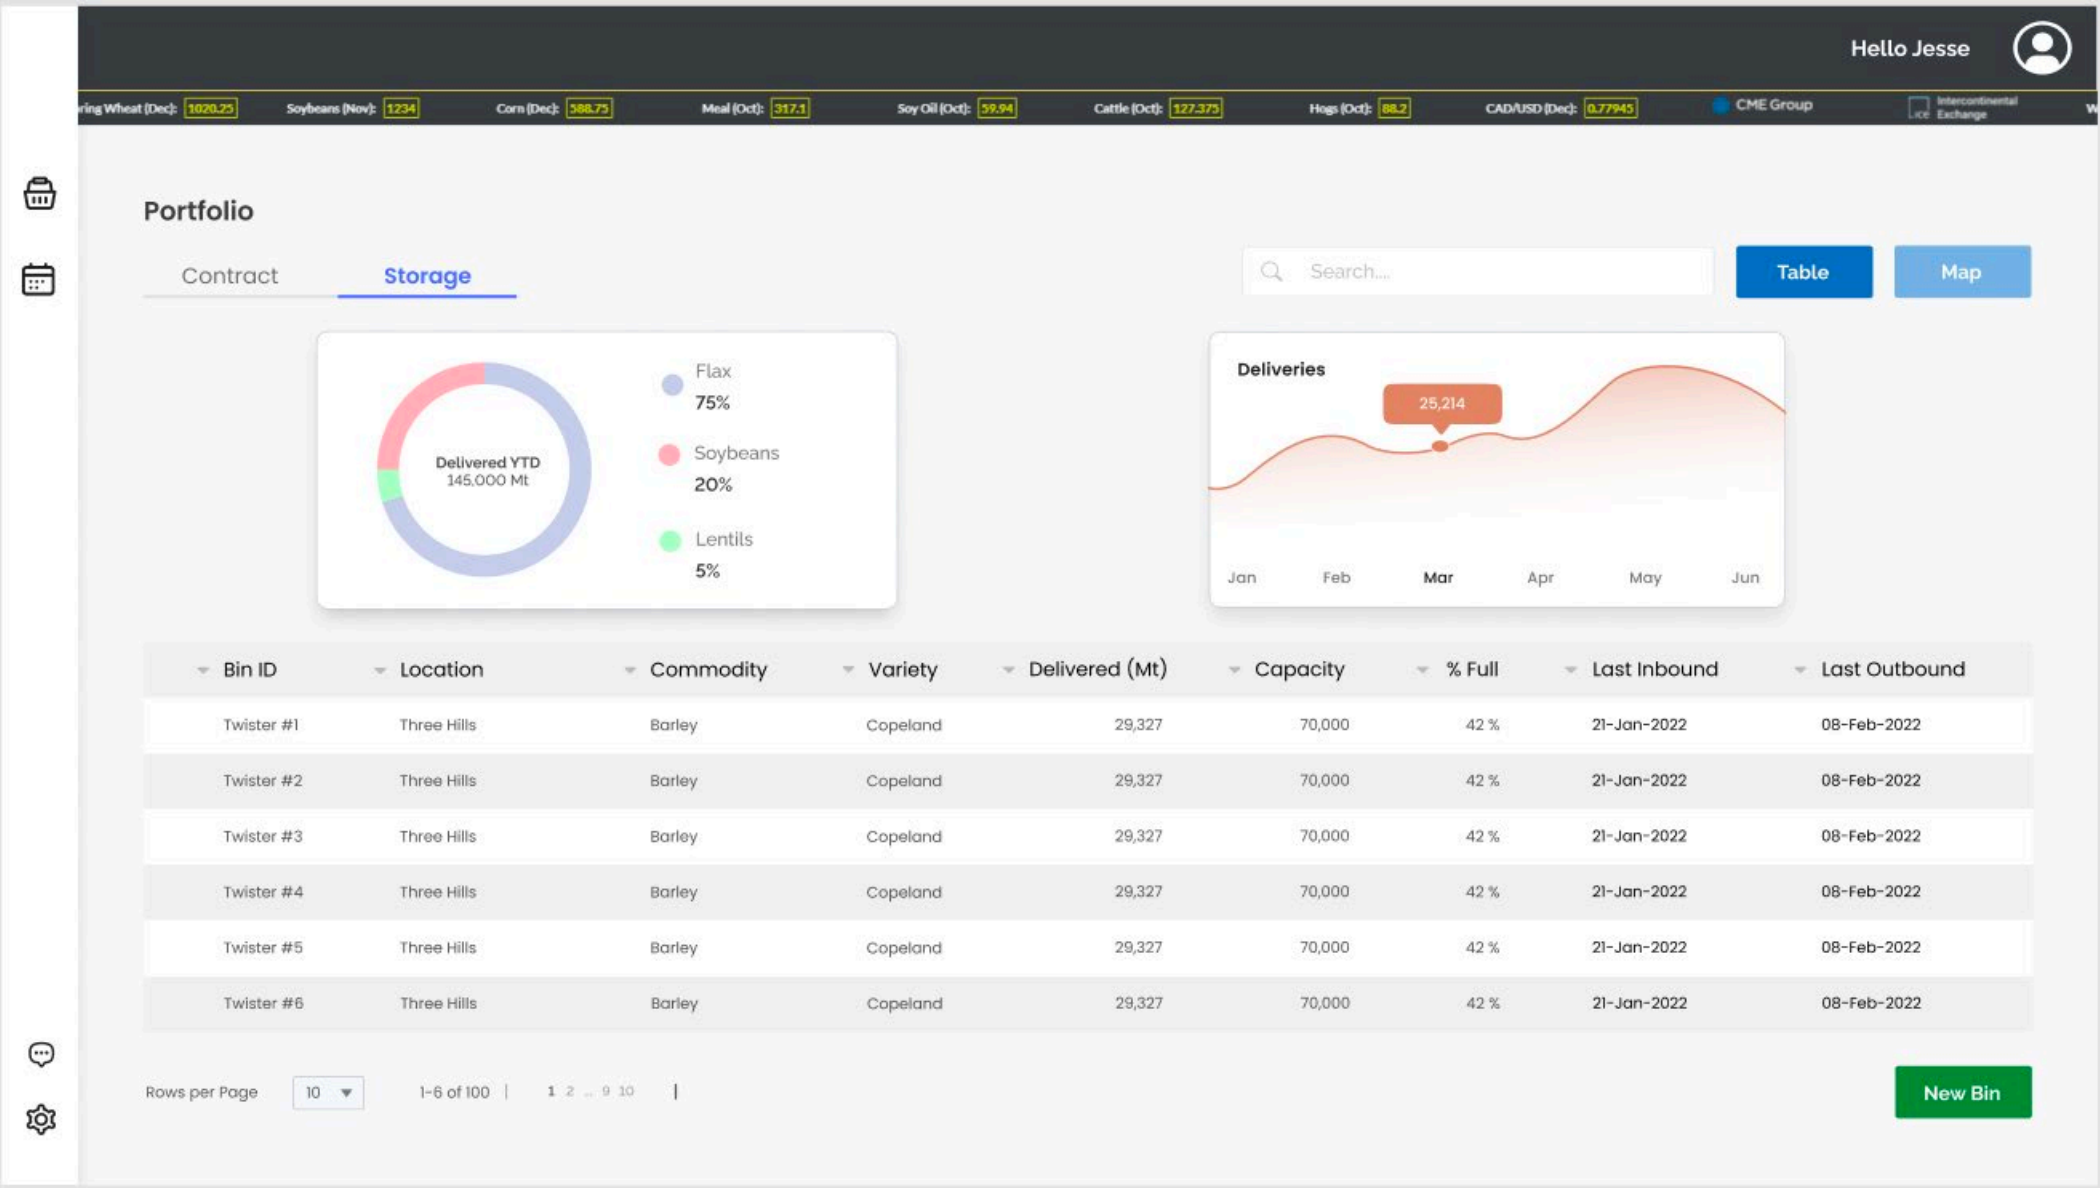 Hello Jesse
ring Wheat (Dec): 1020.25 Soybeans (Nov): 1234 Corn (Dec): 588.75 Meal (Oct): 317.1 Soy Oil (Oct): 59.94 Cattle (Oct): 127.375 Hogs (Oct): 88.2 CAD/USD (Dec): 0.77945 CME Group ice Intercontinental Exchange W
Portfolio
Contract Storage
Search....
Table
Map
Delivered YTD
145,000 Mt
Flax
75%
Soybeans
20%
Lentils
5%
Deliveries
25,214
Jan Feb Mar Apr May Jun
Bin ID Location Commodity Variety Delivered (Mt) Capacity % Full Last Inbound Last Outbound
Twister #1 Three Hills Barley Copeland 29,327 70,000 42 % 21-Jan-2022 08-Feb-2022
Twister #2 Three Hills Barley Copeland 29,327 70,000 42 % 21-Jan-2022 08-Feb-2022
Twister #3 Three Hills Barley Copeland 29,327 70,000 42 % 21-Jan-2022 08-Feb-2022
Twister #4 Three Hills Barley Copeland 29,327 70,000 42 % 21-Jan-2022 08-Feb-2022
Twister #5 Three Hills Barley Copeland 29,327 70,000 42 % 21-Jan-2022 08-Feb-2022
Twister #6 Three Hills Barley Copeland 29,327 70,000 42 % 21-Jan-2022 08-Feb-2022
Rows per Page 10 1-6 of 100 | 1 2 ... 9 10 |
New Bin